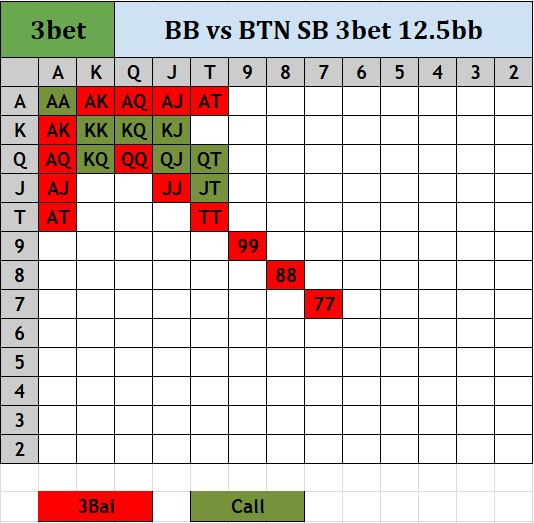 3bet BB vs BTN SB 3bet 12.5bb
A K Q J T 9 8 7 6 5 4 3 2
A AA AK AQ AJ AT
K AK KK KQ KJ
Q AQ KQ QQ QJ QT
J AJ JJ JT
T AT TT
9 99
8 88
7 77
6
5
4
3
2
3Bai Call